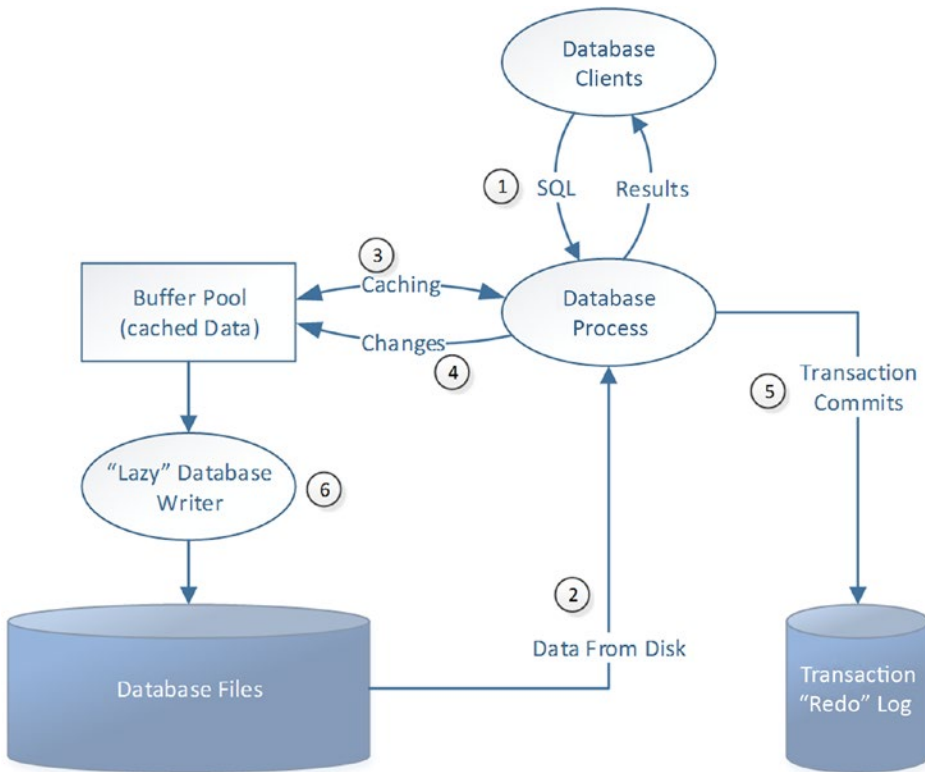 Database
Clients
1
SQL
Results
3
Caching
Buffer Pool
(cached Data)
Database
Process
Changes
4
5
Transaction
Commits
“Lazy” Database
Writer
6
2
Data From Disk
Database Files
Transaction
“Redo” Log